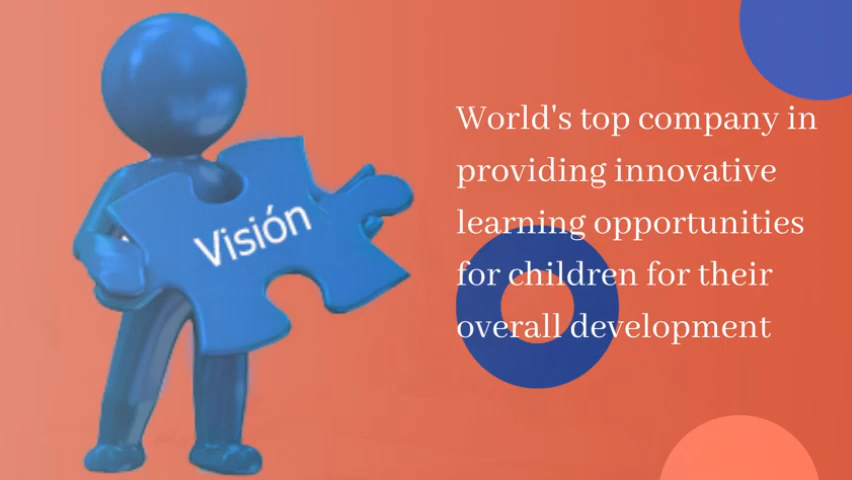 Visión
World's top company in
providing innovative
learning opportunities
for children for their
overall development